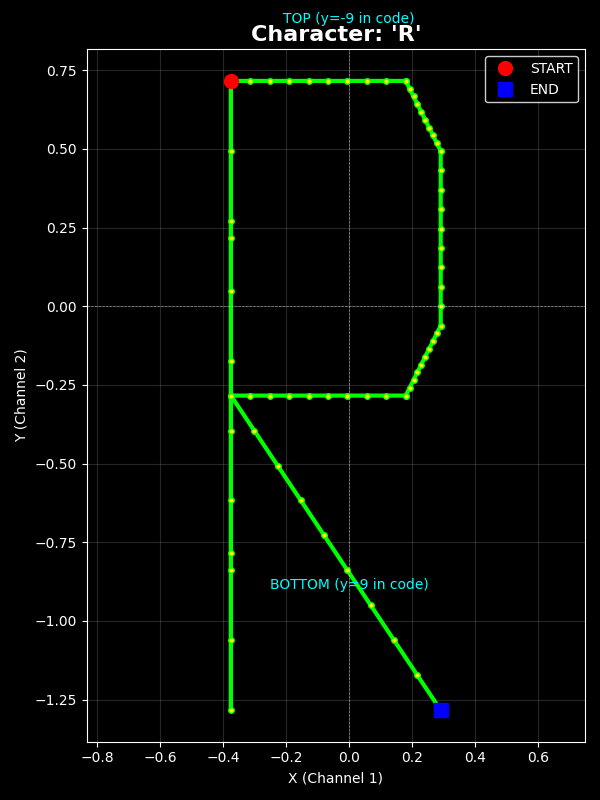 TOP (y=-9 in code)
Character: 'R'
START
END
0.75
0.50
0.25
0.00
−0.25
−0.50
−0.75
−1.00
−1.25
Y (Channel 2)
BOTTOM (y=9 in code)
−0.8 −0.6 −0.4 −0.2 0.0 0.2 0.4 0.6
X (Channel 1)